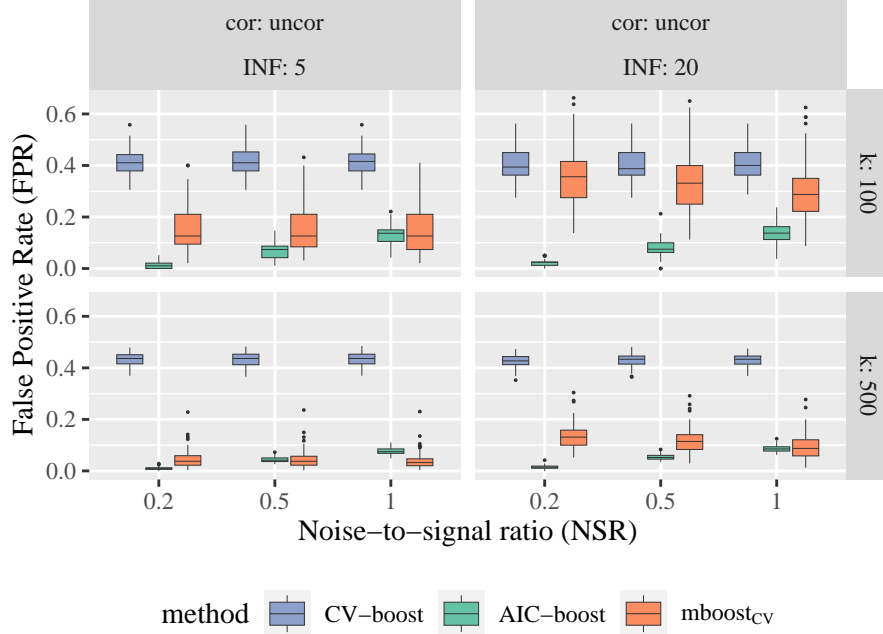 cor: uncor
cor: uncor
INF: 5
INF: 20
False Positive Rate (FPR)
0.6
0.4
0.2
0.0
k: 100
0.6
0.4
0.2
0.0
k: 500
0.2
0.5
1
0.2
0.5
1
Noise−to−signal ratio (NSR)
method
CV−boost
AIC−boost
mboostCV